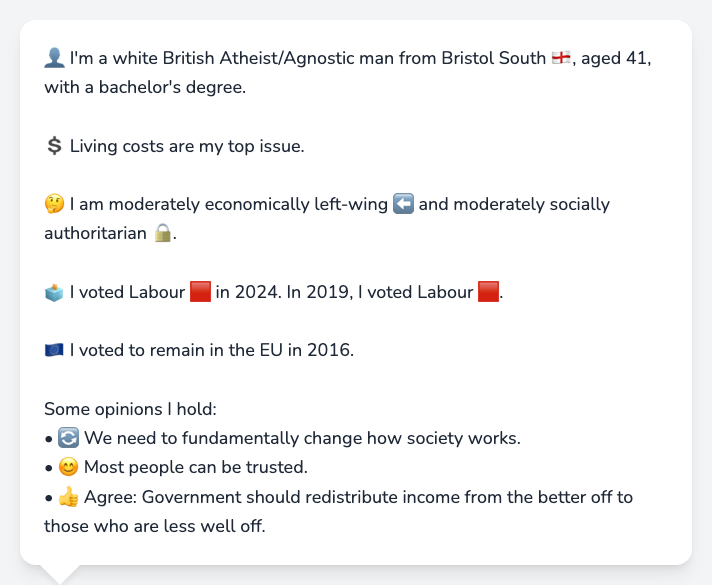 👤 I'm a white British Atheist/Agnostic man from Bristol South 🏴󠁧󠁢󠁥󠁮󠁧󠁿, aged 41,
with a bachelor's degree.
💲 Living costs are my top issue.
🤔 I am moderately economically left-wing ⬅️ and moderately socially
authoritarian 🔒.
🗳️ I voted Labour 🟥 in 2024. In 2019, I voted Labour 🟥.
🇪🇺 I voted to remain in the EU in 2016.
Some opinions I hold:
• 🔄 We need to fundamentally change how society works.
• 😊 Most people can be trusted.
• 👍 Agree: Government should redistribute income from the better off to
those who are less well off.